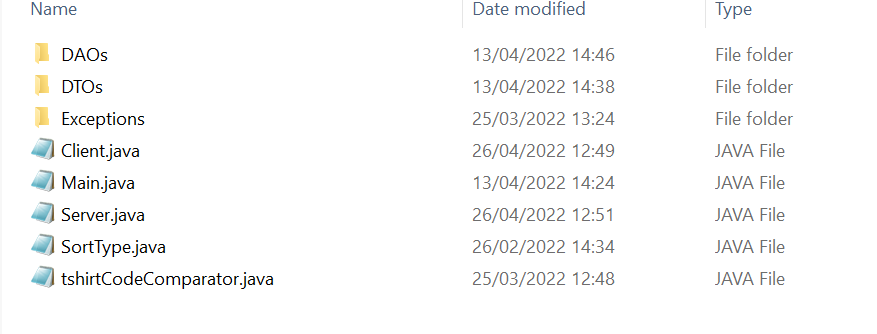 Name Date modified Type
DAOs 13/04/2022 14:46 File folder
DTOs 13/04/2022 14:38 File folder
Exceptions 25/03/2022 13:24 File folder
Client.java 26/04/2022 12:49 JAVA File
Main.java 13/04/2022 14:24 JAVA File
Server.java 26/04/2022 12:51 JAVA File
SortType.java 26/02/2022 14:34 JAVA File
tshirtCodeComparator.java 25/03/2022 12:48 JAVA File